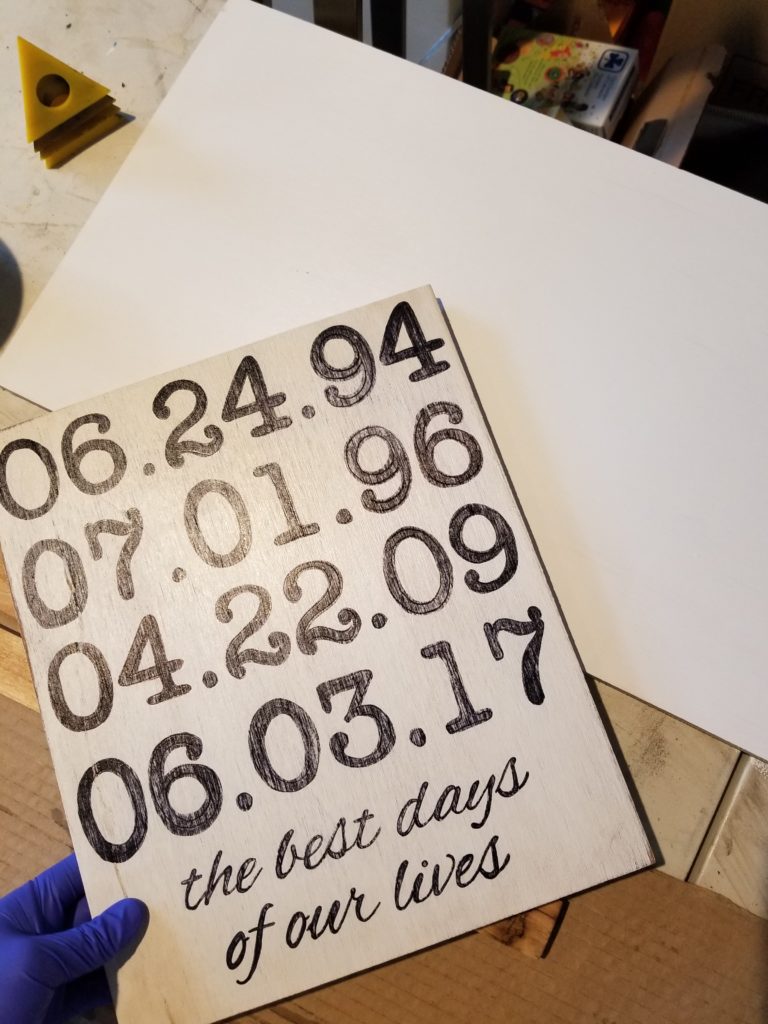 06.24.94
07.01.96
04.22.09
06.03.17
the best days
of our lives